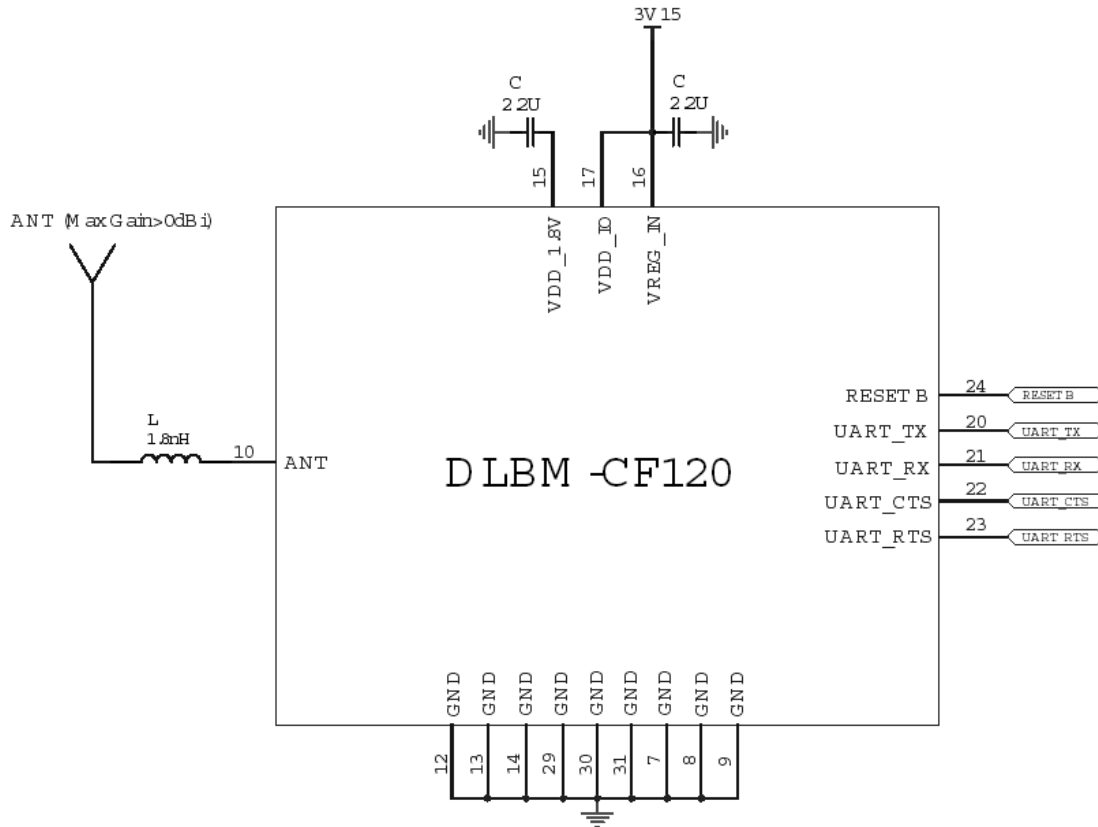 3V15
C
2.2U
C
2.2U
15
17
16
ANT (MaxGain>0dBi)
VDD_1.8V
VDD_IO
VREG_IN
RESETB
24
RESETB
UART_TX
20
UART_TX
L
1.8nH
10
ANT
DLBM-CF120
UART_RX
21
UART_RX
UART_CTS
22
UART_CTS
UART_RTS
23
UART RTS
GND
GND
GND
GND
GND
GND
GND
GND
GND
12
13
14
29
30
31
7
8
9